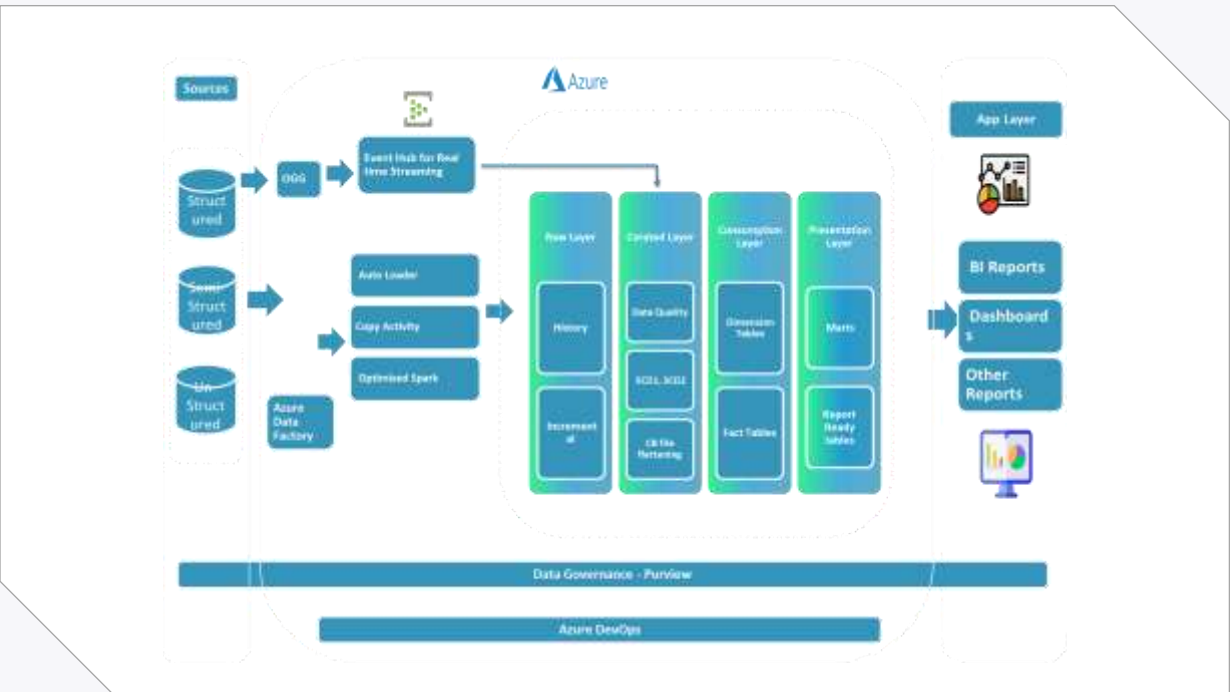 Azure
Sources
Struct
ured
Semi-
Struct
ured
Un-
Struct
ured
OGG
Event Hub for Real
time Streaming
Auto Loader
Copy Activity
Optimised Spark
Azure
Data
Factory
Raw Layer
History
Increment
al
Curated Layer
Data Quality
SCD1, SCD2
flattening
Consumption
Layer
Dimension
Tables
Fact Tables
Presentation
Layer
Marts
Report
Ready
tables
App Layer
BI Reports
Dashboard
s
Other
Reports
Data Governance - Purview
Azure DevOps